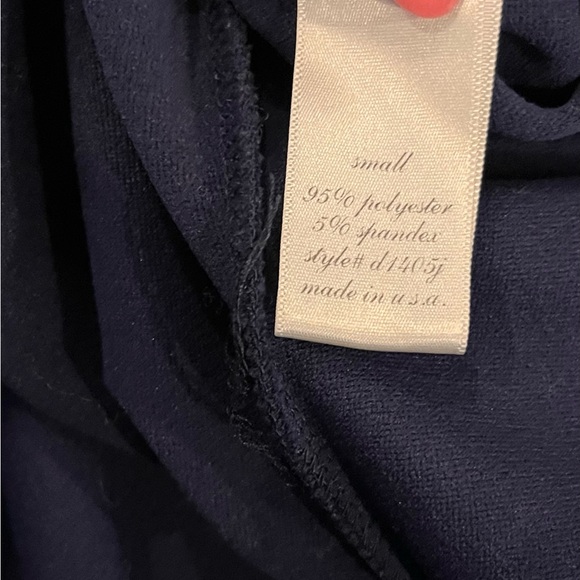 small
95% polyester
5% spandex
style# d1405j
made in u.s.a.